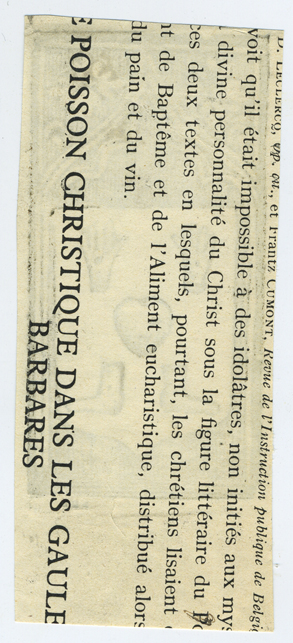 D. LECLERCQ, op. cit., et Frantz CUMONT, Revue de l'Instruction publique de Belgi
voit qu'il était impossible à des idolâtres, non initiés aux mys
divine personnalité du Christ sous la figure littéraire du P
ces deux textes en lesquels, pourtant, les chrétiens lisaient
nt de Baptême et de l'Aliment eucharistique, distribué alors
du pain et du vin.
E POISSON CHRISTIQUE DANS LES GAULE
BARBARES